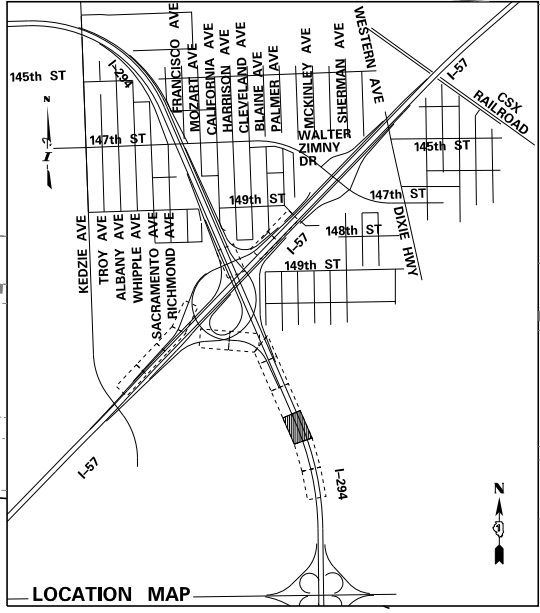 145th ST
I-294
FRANCISCO AVE
MOZART AVE
CALIFORNIA AVE
HARRISON AVE
CLEVELAND AVE
BLAINE AVE
PALMER AVE
MCKINLEY AVE
SHERMAN AVE
WESTERN AVE
I-57
CSX
RAILROAD
N
147th ST
WALTER
ZIMNY
DR
145th ST
149th ST
147th ST
148th ST
DIXIE HWY
I-57
149th ST
KEDZIE AVE
TROY AVE
ALBANY AVE
WHIPPLE AVE
SACRAMENTO AVE
RICHMOND AVE
I-57
I-294
N
LOCATION MAP